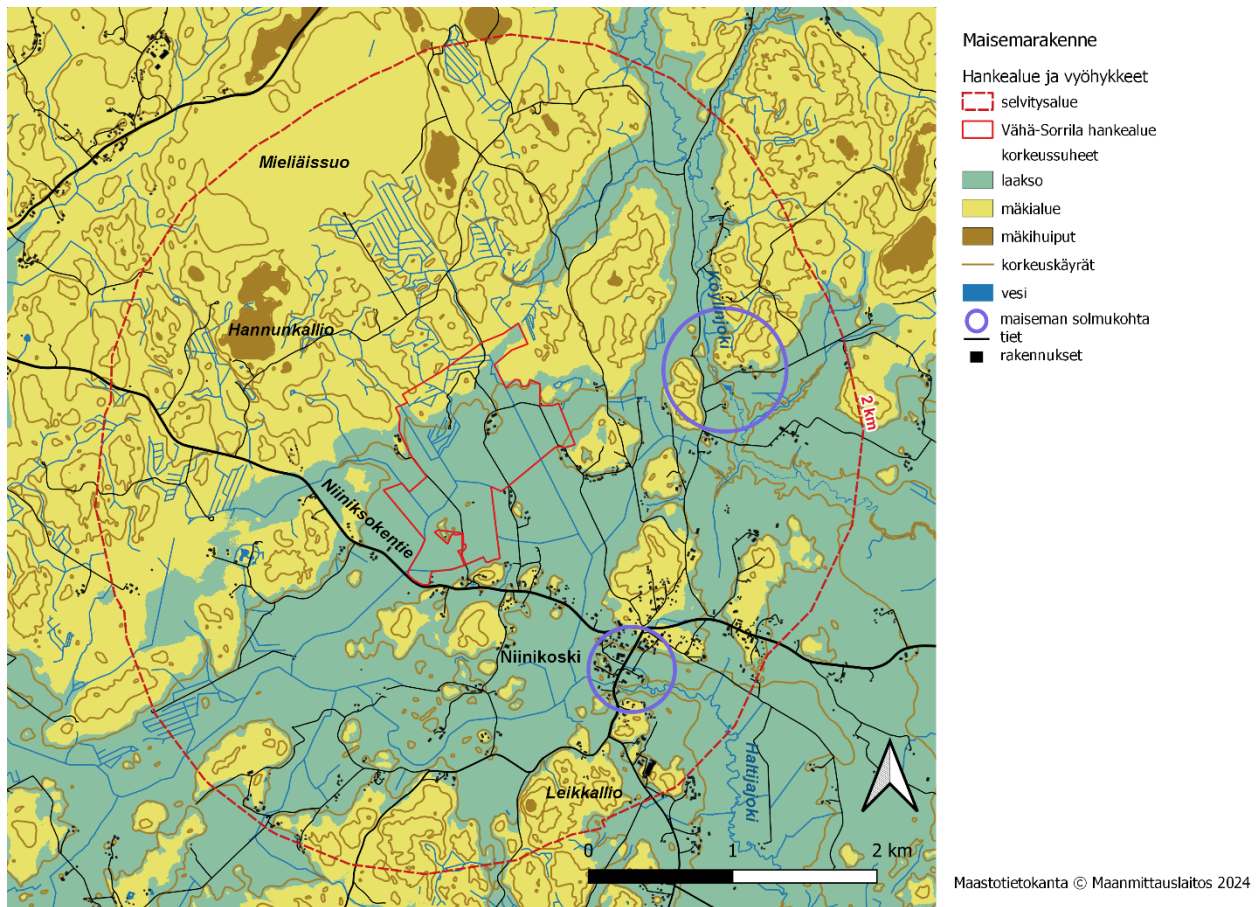 Mieliäissuo
Hannunkallio
Köylinjoki
2 km
Niiniksokentie
Niinikoski
Leikkallio
Haltijajoki
0 1 2 km
Maisemarakenne
Hankealue ja vyöhykkeet
selvitysalue
Vähä-Sorrila hankealue
korkeussuheet
laakso
mäkialue
mäkihuiput
korkeuskäyrät
vesi
maiseman solmukohta
tiet
rakennukset
Maastotietokanta © Maanmittauslaitos 2024